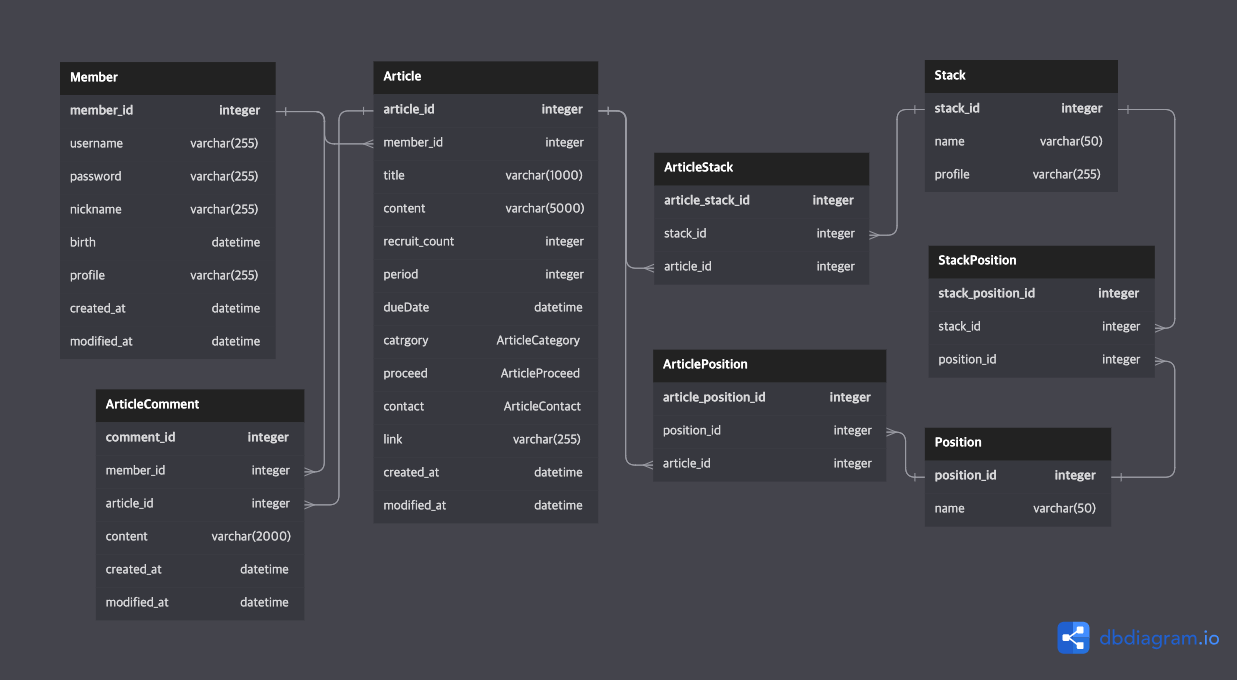 Member
member_id integer
username varchar(255)
password varchar(255)
nickname varchar(255)
birth datetime
profile varchar(255)
created_at datetime
modified_at datetime
ArticleComment
comment_id integer
member_id integer
article_id integer
content varchar(2000)
created_at datetime
modified_at datetime
Article
article_id integer
member_id integer
title varchar(1000)
content varchar(5000)
recruit_count integer
period integer
dueDate datetime
catrgory ArticleCategory
proceed ArticleProceed
contact ArticleContact
link varchar(255)
created_at datetime
modified_at datetime
ArticleStack
article_stack_id integer
stack_id integer
article_id integer
ArticlePosition
article_position_id integer
position_id integer
article_id integer
Stack
stack_id integer
name varchar(50)
profile varchar(255)
StackPosition
stack_position_id integer
stack_id integer
position_id integer
Position
position_id integer
name varchar(50)
dbdiagram.io